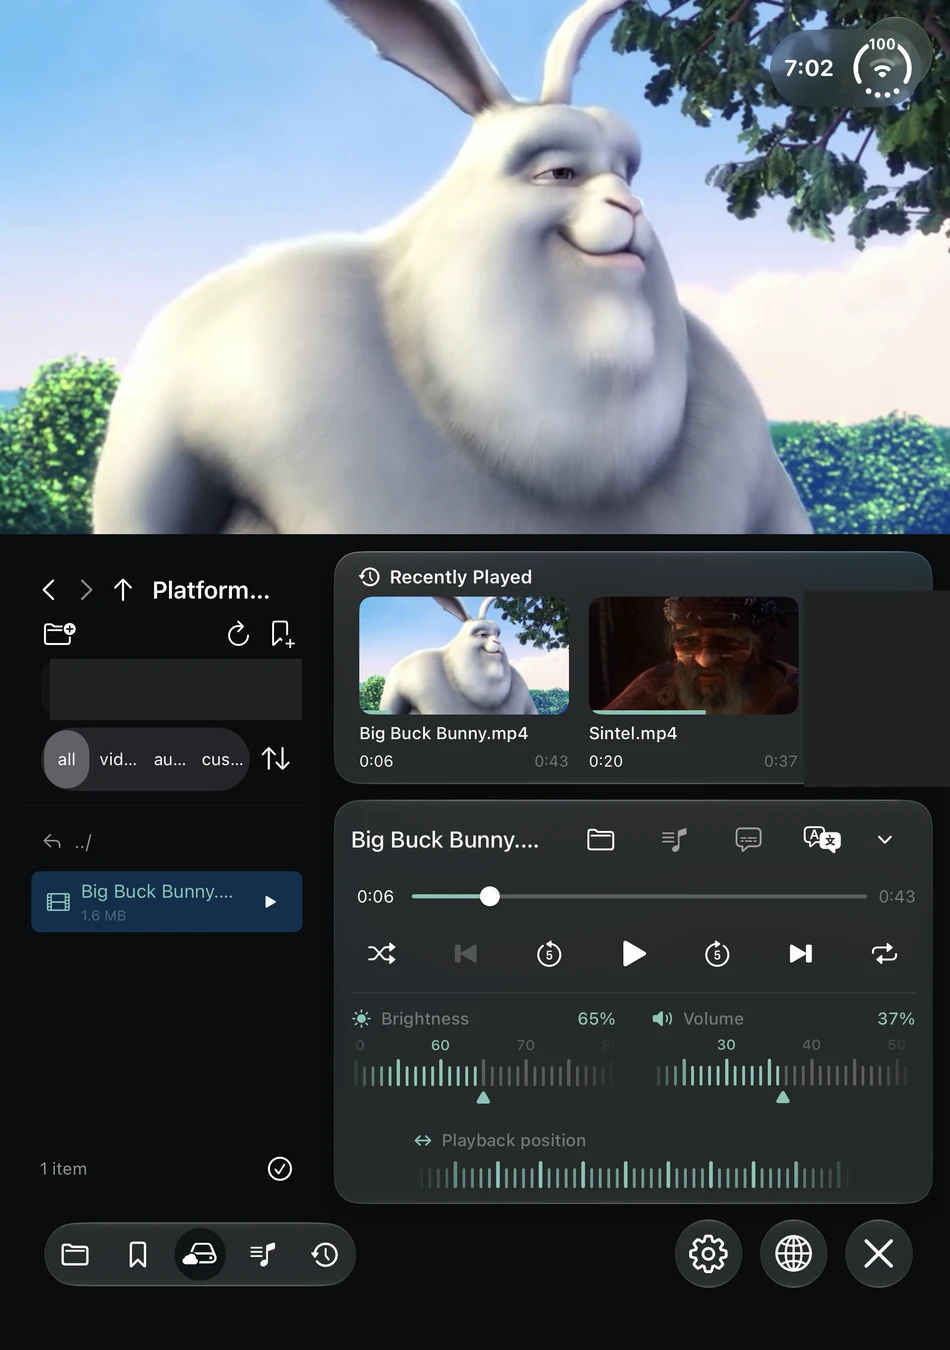 7:02
100
Platform...
Recently Played
Big Buck Bunny.mp4
0:06
0:43
Sintel.mp4
0:20
0:37
all
vid...
au...
cus...
../
Big Buck Bunny....
1.6 MB
1 item
Big Buck Bunny....
A 文
0:06
0:43
5
5
Brightness
65%
60
70
Volume
37%
30
40
50
Playback position